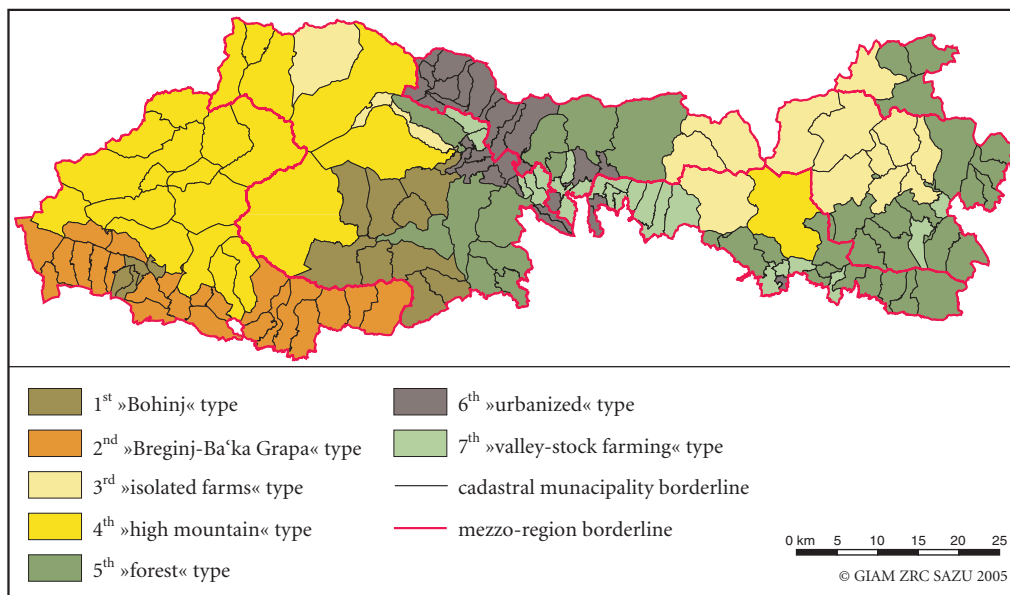 1st »Bohinj« type
2nd »Breginj-Ba‘ka Grapa« type
3rd »isolated farms« type
4th »high mountain« type
5th »forest« type
6th »urbanized« type
7th »valley-stock farming« type
cadastral munacipality borderline
mezzo-region borderline
0 km 5 10 15 20 25
© GIAM ZRC SAZU 2005